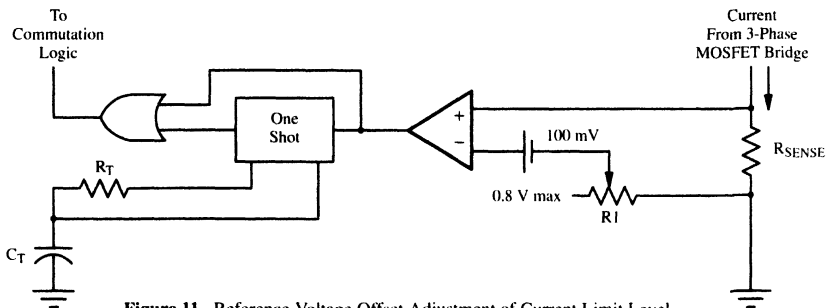 To
Commutation
Logic
Current
From 3-Phase
MOSFET Bridge
One
Shot
+
−
100 mV
RSENSE
RT
0.8 V max
R1
CT
Figure 11. Reference Voltage Offset Adjustment of Current Limit Level